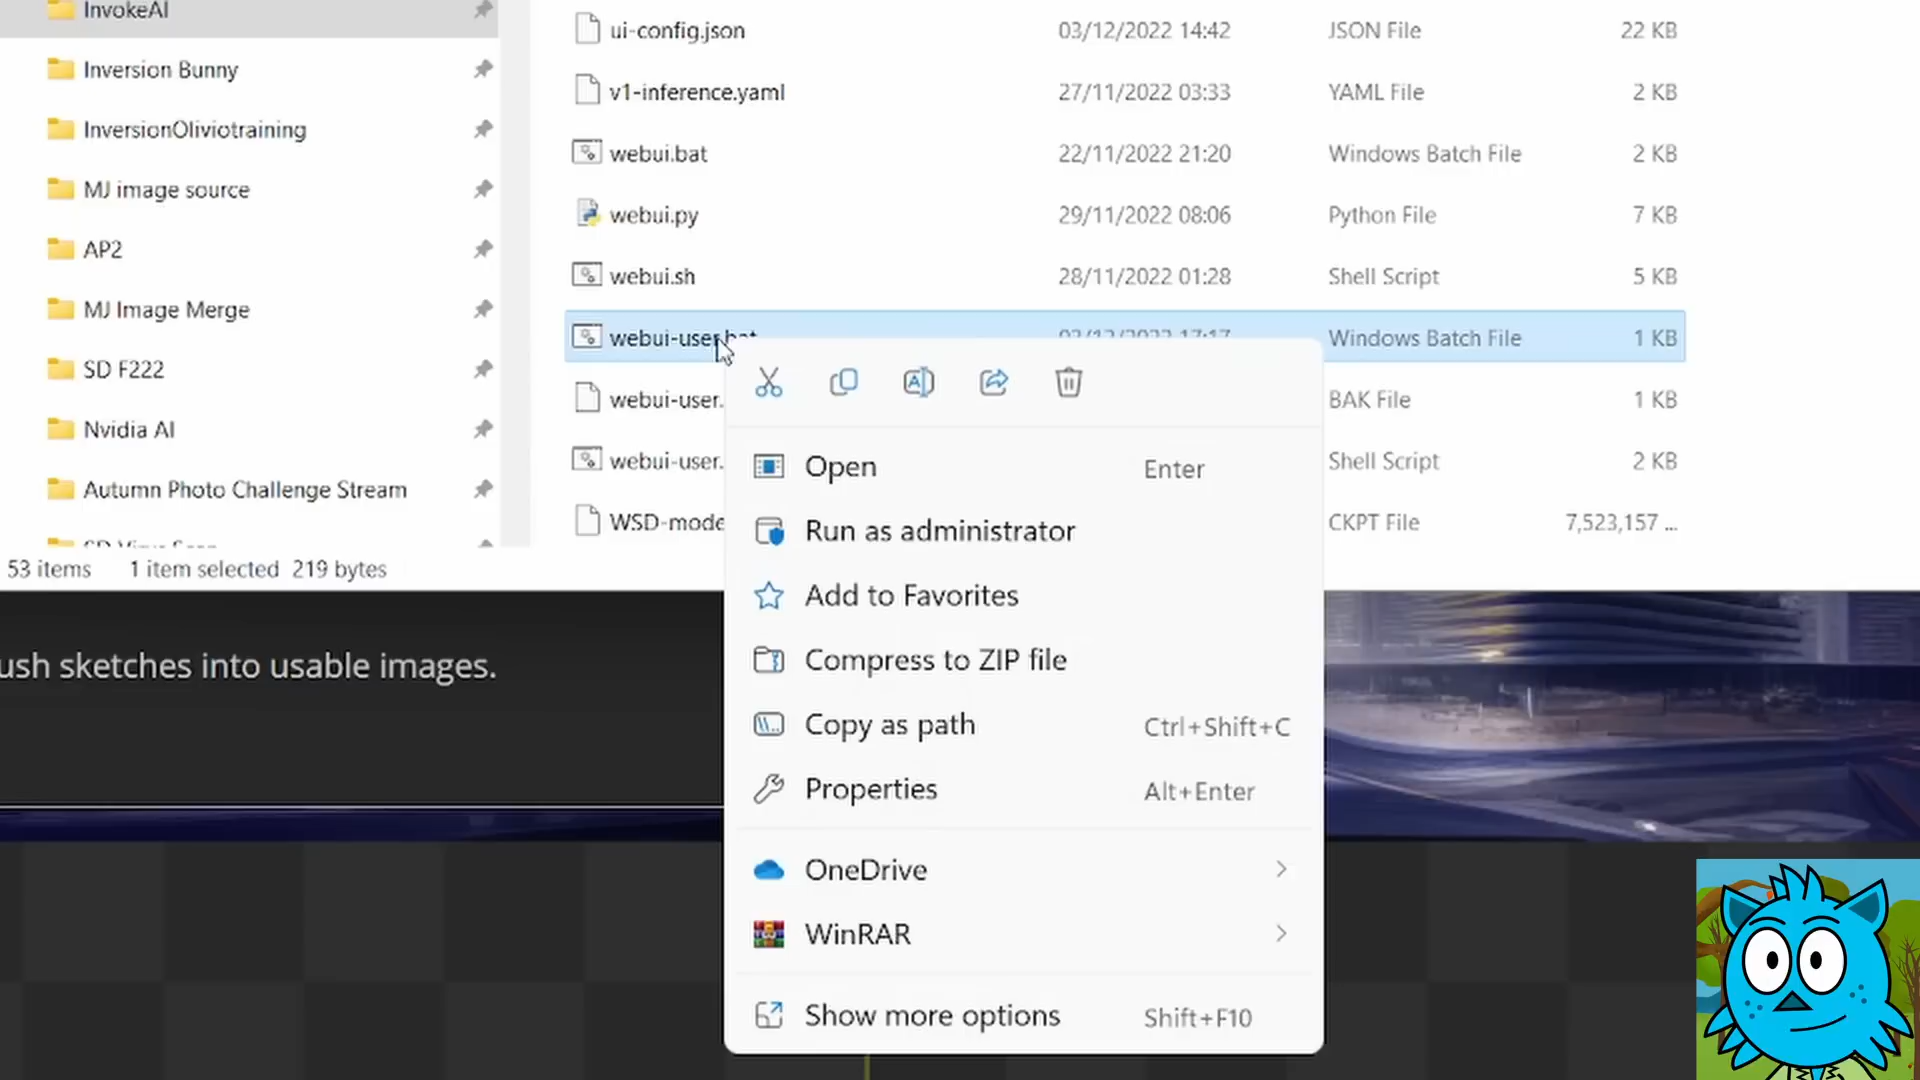 InvokeAI
Inversion Bunny
InversionOliviotraining
MJ image source
AP2
MJ Image Merge
SD F222
Nvidia AI
Autumn Photo Challenge Stream
53 items 1 item selected 219 bytes
ui-config.json 03/12/2022 14:42 JSON File 22 KB
v1-inference.yaml 27/11/2022 03:33 YAML File 2 KB
webui.bat 22/11/2022 21:20 Windows Batch File 2 KB
webui.py 29/11/2022 08:06 Python File 7 KB
webui.sh 28/11/2022 01:28 Shell Script 5 KB
webui-user.bat Windows Batch File 1 KB
webui-user. BAK File 1 KB
webui-user. Shell Script 2 KB
WSD-mode CKPT File 7,523,157 ...
Open Enter
Run as administrator
Add to Favorites
Compress to ZIP file
Copy as path Ctrl+Shift+C
Properties Alt+Enter
OneDrive
WinRAR
Show more options Shift+F10
ush sketches into usable images.